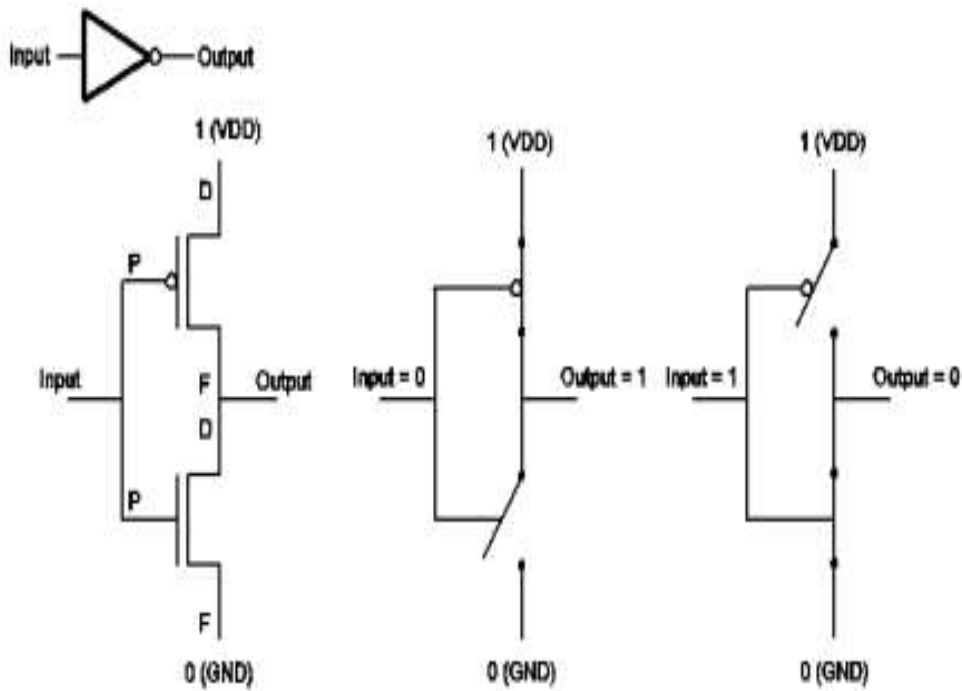 Input
Output
1 (VDD)
D
P
Input
F
Output
D
P
F
0 (GND)
1 (VDD)
Input = 0
Output = 1
0 (GND)
1 (VDD)
Input = 1
Output = 0
0 (GND)